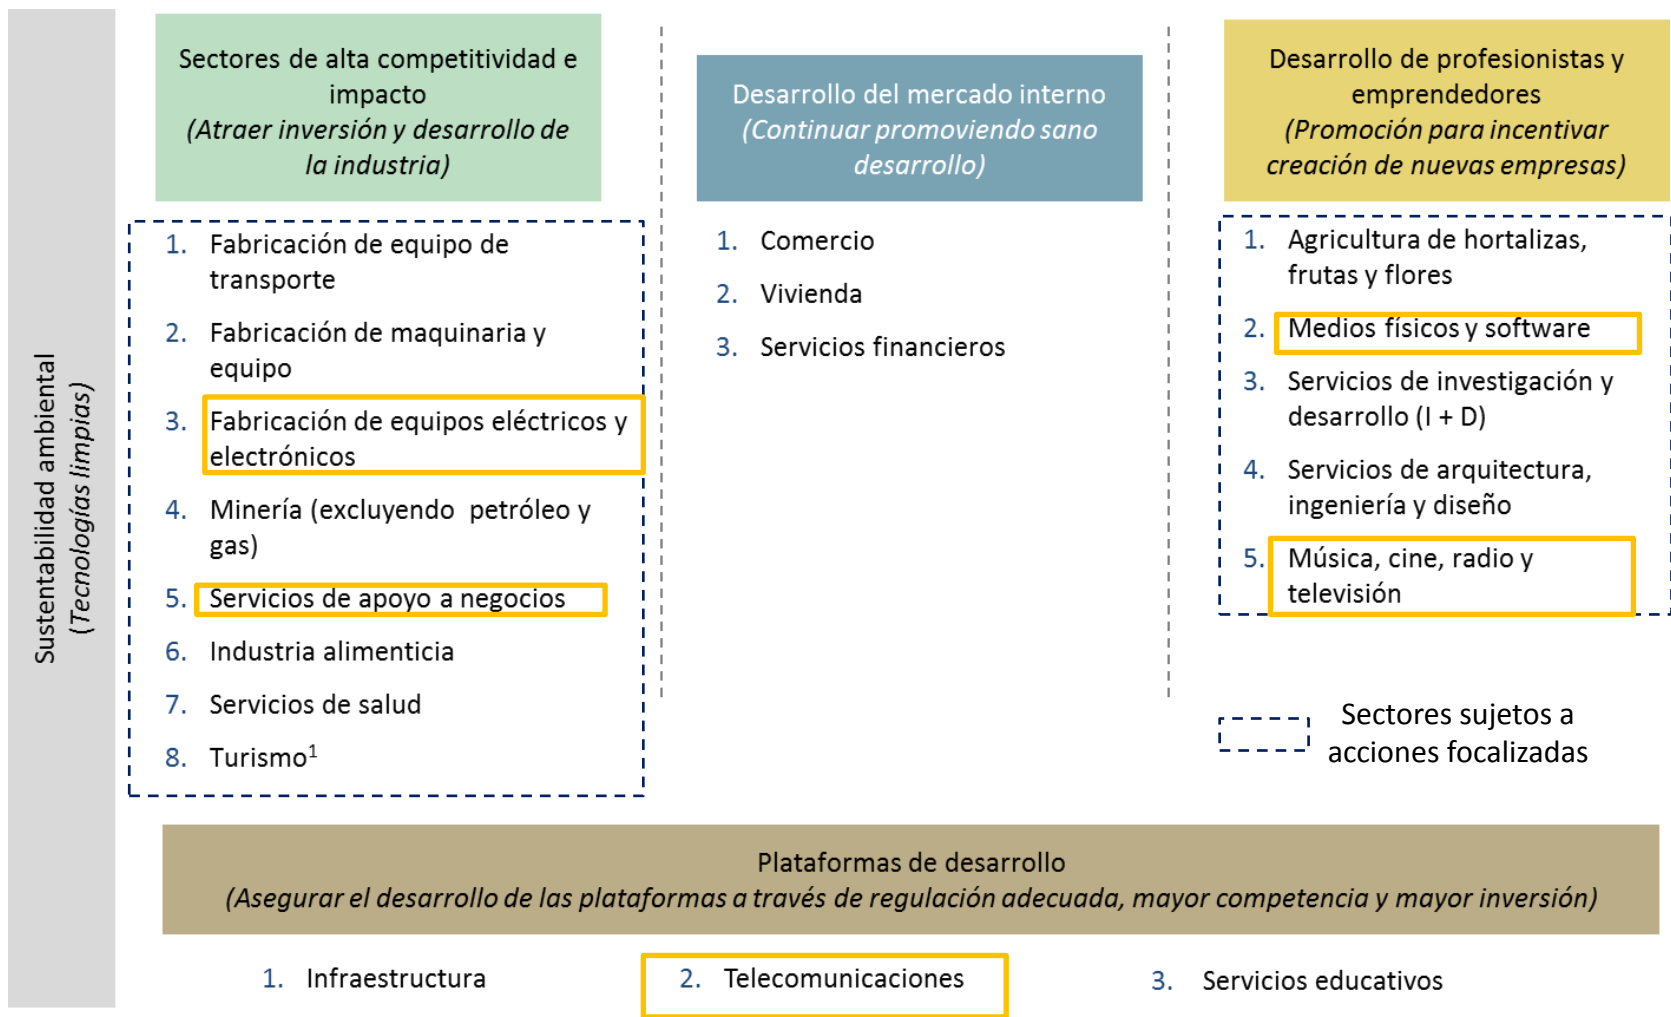 Sustentabilidad ambiental
(Tecnologías limpias)
Sectores de alta competitividad e
impacto
(Atraer inversión y desarrollo de
la industria)
1. Fabricación de equipo de
transporte
2. Fabricación de maquinaria y
equipo
3. Fabricación de equipos eléctricos y
electrónicos
4. Minería (excluyendo petróleo y
gas)
5. Servicios de apoyo a negocios
6. Industria alimenticia
7. Servicios de salud
8. Turismo¹
Desarrollo del mercado interno
(Continuar promoviendo sano
desarrollo)
1. Comercio
2. Vivienda
3. Servicios financieros
Desarrollo de profesionistas y
emprendedores
(Promoción para incentivar
creación de nuevas empresas)
1. Agricultura de hortalizas,
frutas y flores
2. Medios físicos y software
3. Servicios de investigación y
desarrollo (I + D)
4. Servicios de arquitectura,
ingeniería y diseño
5. Música, cine, radio y
televisión
Sectores sujetos a
acciones focalizadas
Plataformas de desarrollo
(Asegurar el desarrollo de las plataformas a través de regulación adecuada, mayor competencia y mayor inversión)
1. Infraestructura
2. Telecomunicaciones
3. Servicios educativos